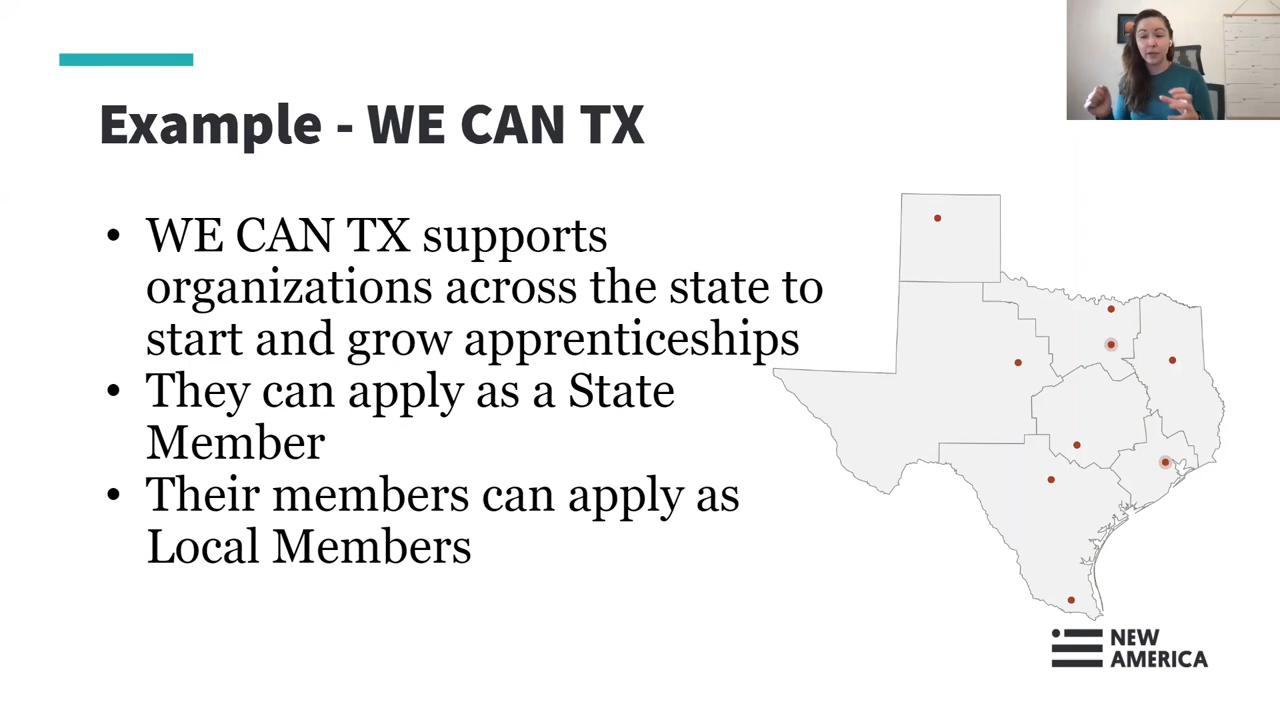 Example - WE CAN TX
• WE CAN TX supports
organizations across the state to
start and grow apprenticeships
• They can apply as a State
Member
• Their members can apply as
Local Members
NEW
AMERICA